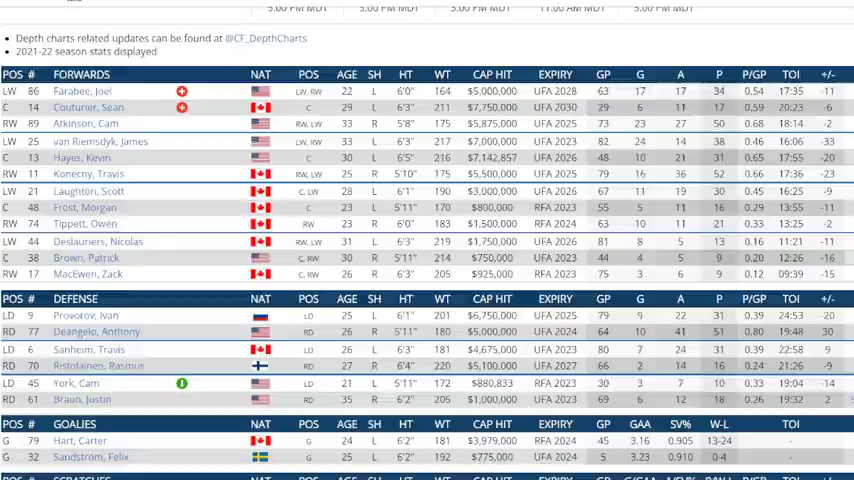 5:00 PM MDT 5:00 PM MDT 3:00 PM MDT 11:00 AM MDT 5:00 PM MDT
Depth charts related updates can be found at @CF_DepthCharts
2021-22 season stats displayed
POS # FORWARDS NAT POS AGE SH HT WT CAP HIT EXPIRY GP G A P P/GP TOI +/-
LW 86 Farabee, Joel LW, RW 22 L 6'0" 164 $5,000,000 UFA 2028 63 17 17 34 0.54 17:35 -11
C 14 Couturier, Sean C 29 L 6'3" 211 $7,750,000 UFA 2030 29 6 11 17 0.59 20:23 -6
RW 89 Atkinson, Cam LW, RW 33 R 5'8" 175 $5,875,000 UFA 2025 73 23 27 50 0.68 18:14 -2
LW 25 van Riemsdyk, James LW, RW 33 L 6'3" 217 $7,000,000 UFA 2023 82 24 14 38 0.46 16:06 -33
C 13 Hayes, Kevin C 30 L 6'5" 216 $7,142,857 UFA 2026 48 10 21 31 0.65 17:55 -20
RW 11 Konecny, Travis RW, LW 25 R 5'10" 175 $5,500,000 UFA 2025 79 16 36 52 0.66 17:36 -23
LW 21 Laughton, Scott C, LW 28 L 6'1" 190 $3,000,000 UFA 2026 67 11 19 30 0.45 16:25 -9
C 48 Frost, Morgan C 23 L 5'11" 170 $800,000 RFA 2023 55 5 11 16 0.29 13:55 -11
RW 74 Tippett, Owen RW 23 R 6'0" 183 $1,500,000 RFA 2024 63 10 11 21 0.33 13:25 -2
LW 44 Deslauriers, Nicolas RW, LW 31 L 6'3" 219 $1,750,000 UFA 2026 81 8 5 13 0.16 11:21 -11
C 38 Brown, Patrick C, RW 30 R 5'11" 214 $750,000 UFA 2023 44 4 5 9 0.20 12:26 -16
RW 17 MacEwen, Zack C, RW 26 R 6'3" 205 $925,000 RFA 2023 75 3 6 9 0.12 09:39 -15
POS # DEFENSE NAT POS AGE SH HT WT CAP HIT EXPIRY GP G A P P/GP TOI +/-
LD 9 Provorov, Ivan LD 25 L 6'1" 201 $6,750,000 UFA 2025 79 9 22 31 0.39 24:53 -20
RD 77 Deangelo, Anthony RD 26 R 5'11" 180 $5,000,000 UFA 2024 64 10 41 51 0.80 19:48 30
LD 6 Sanheim, Travis LD 26 L 6'3" 181 $4,675,000 UFA 2023 80 7 24 31 0.39 22:58 9
RD 70 Ristolainen, Rasmus RD 27 R 6'4" 220 $5,100,000 UFA 2027 66 2 14 16 0.24 21:26 -9
LD 45 York, Cam LD 21 L 5'11" 172 $880,833 RFA 2023 30 3 7 10 0.33 19:04 -14
RD 61 Braun, Justin RD 35 R 6'2" 205 $1,000,000 UFA 2023 69 6 12 18 0.26 19:32 2
POS # GOALIES NAT POS AGE SH HT WT CAP HIT EXPIRY GP GAA SV% W-L TOI
G 79 Hart, Carter G 24 L 6'2" 181 $3,979,000 RFA 2024 45 3.16 0.905 13-24 -
G 32 Sandström, Felix G 25 L 6'2" 192 $775,000 UFA 2024 5 3.23 0.910 0-4 -